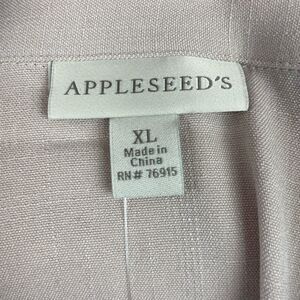 APPLESEED'S
XL
Made in
China
RN# 76915